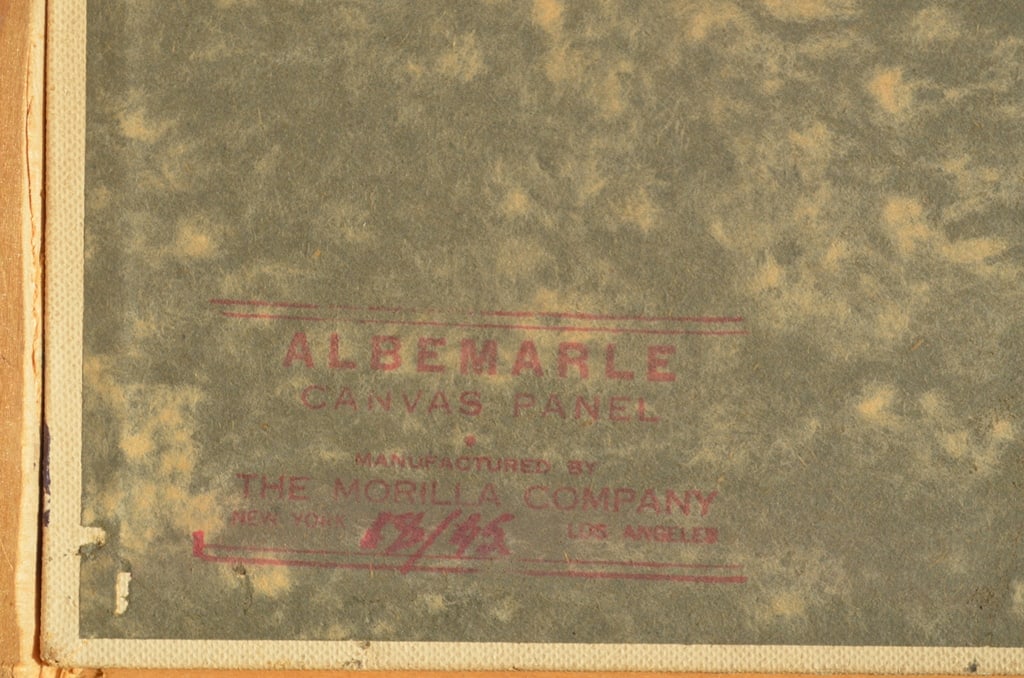 ALBEMARLE
CANVAS PANEL
MANUFACTURED BY
THE MORILLA COMPANY
NEW YORK LOS ANGELES